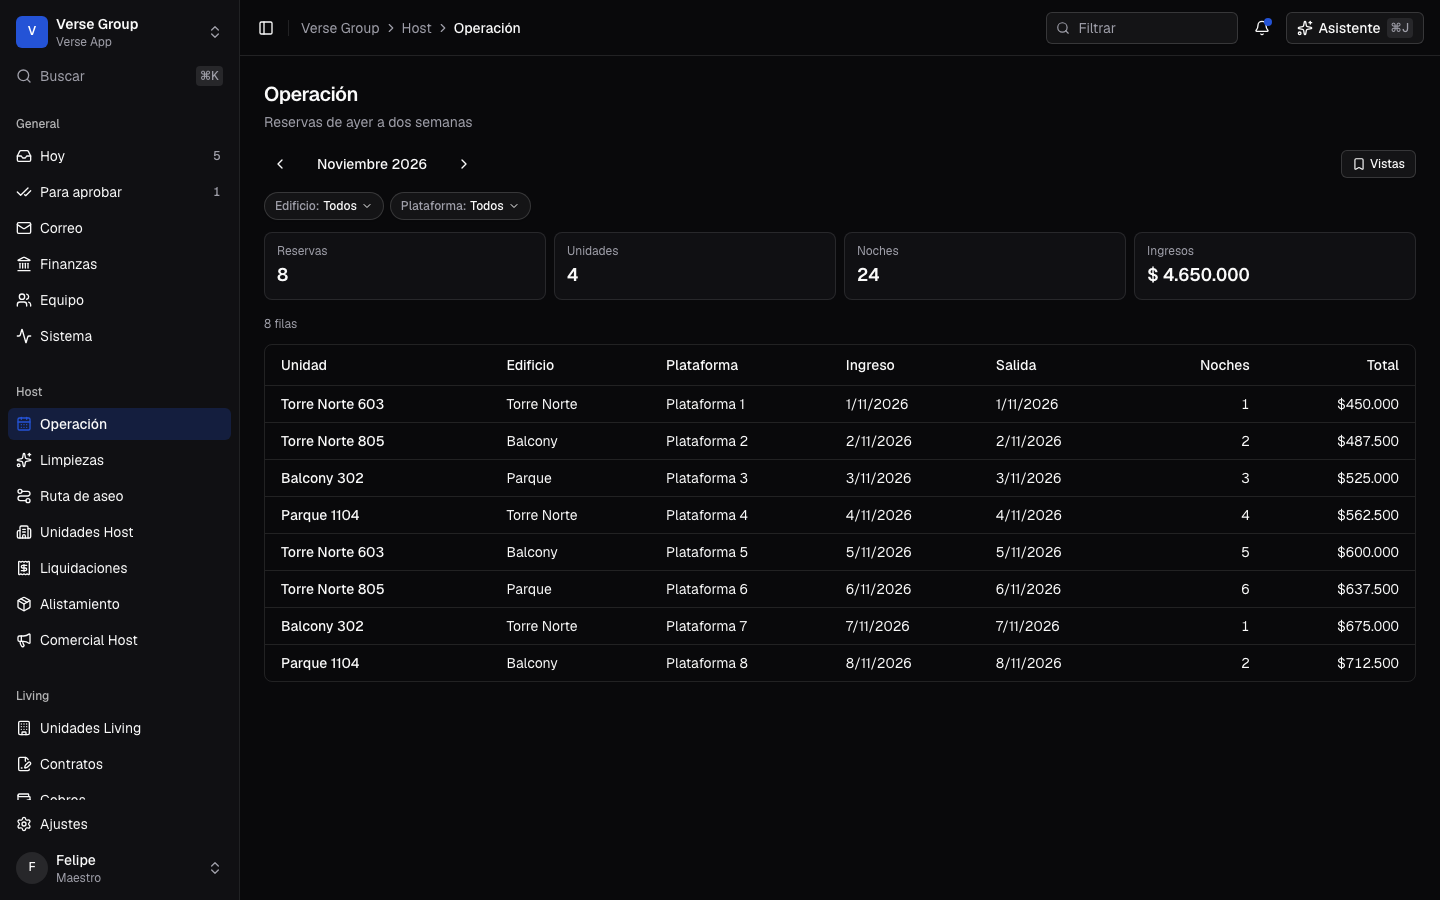 Verse Group
Verse App
V
Buscar ⌘K
General
Hoy 5
Para aprobar 1
Correo
Finanzas
Equipo
Sistema
Host
Operación
Limpiezas
Ruta de aseo
Unidades Host
Liquidaciones
Alistamiento
Comercial Host
Living
Unidades Living
Contratos
Cobros
Ajustes
F
Felipe
Maestro
Verse Group > Host > Operación
Filtrar
Asistente ⌘J
Operación
Reservas de ayer a dos semanas
Noviembre 2026
Vistas
Edificio: Todos
Plataforma: Todos
Reservas
8
Unidades
4
Noches
24
Ingresos
$ 4.650.000
8 filas
Unidad Edificio Plataforma Ingreso Salida Noches Total
Torre Norte 603 Torre Norte Plataforma 1 1/11/2026 1/11/2026 1 $450.000
Torre Norte 805 Balcony Plataforma 2 2/11/2026 2/11/2026 2 $487.500
Balcony 302 Parque Plataforma 3 3/11/2026 3/11/2026 3 $525.000
Parque 1104 Torre Norte Plataforma 4 4/11/2026 4/11/2026 4 $562.500
Torre Norte 603 Balcony Plataforma 5 5/11/2026 5/11/2026 5 $600.000
Torre Norte 805 Parque Plataforma 6 6/11/2026 6/11/2026 6 $637.500
Balcony 302 Torre Norte Plataforma 7 7/11/2026 7/11/2026 1 $675.000
Parque 1104 Balcony Plataforma 8 8/11/2026 8/11/2026 2 $712.500